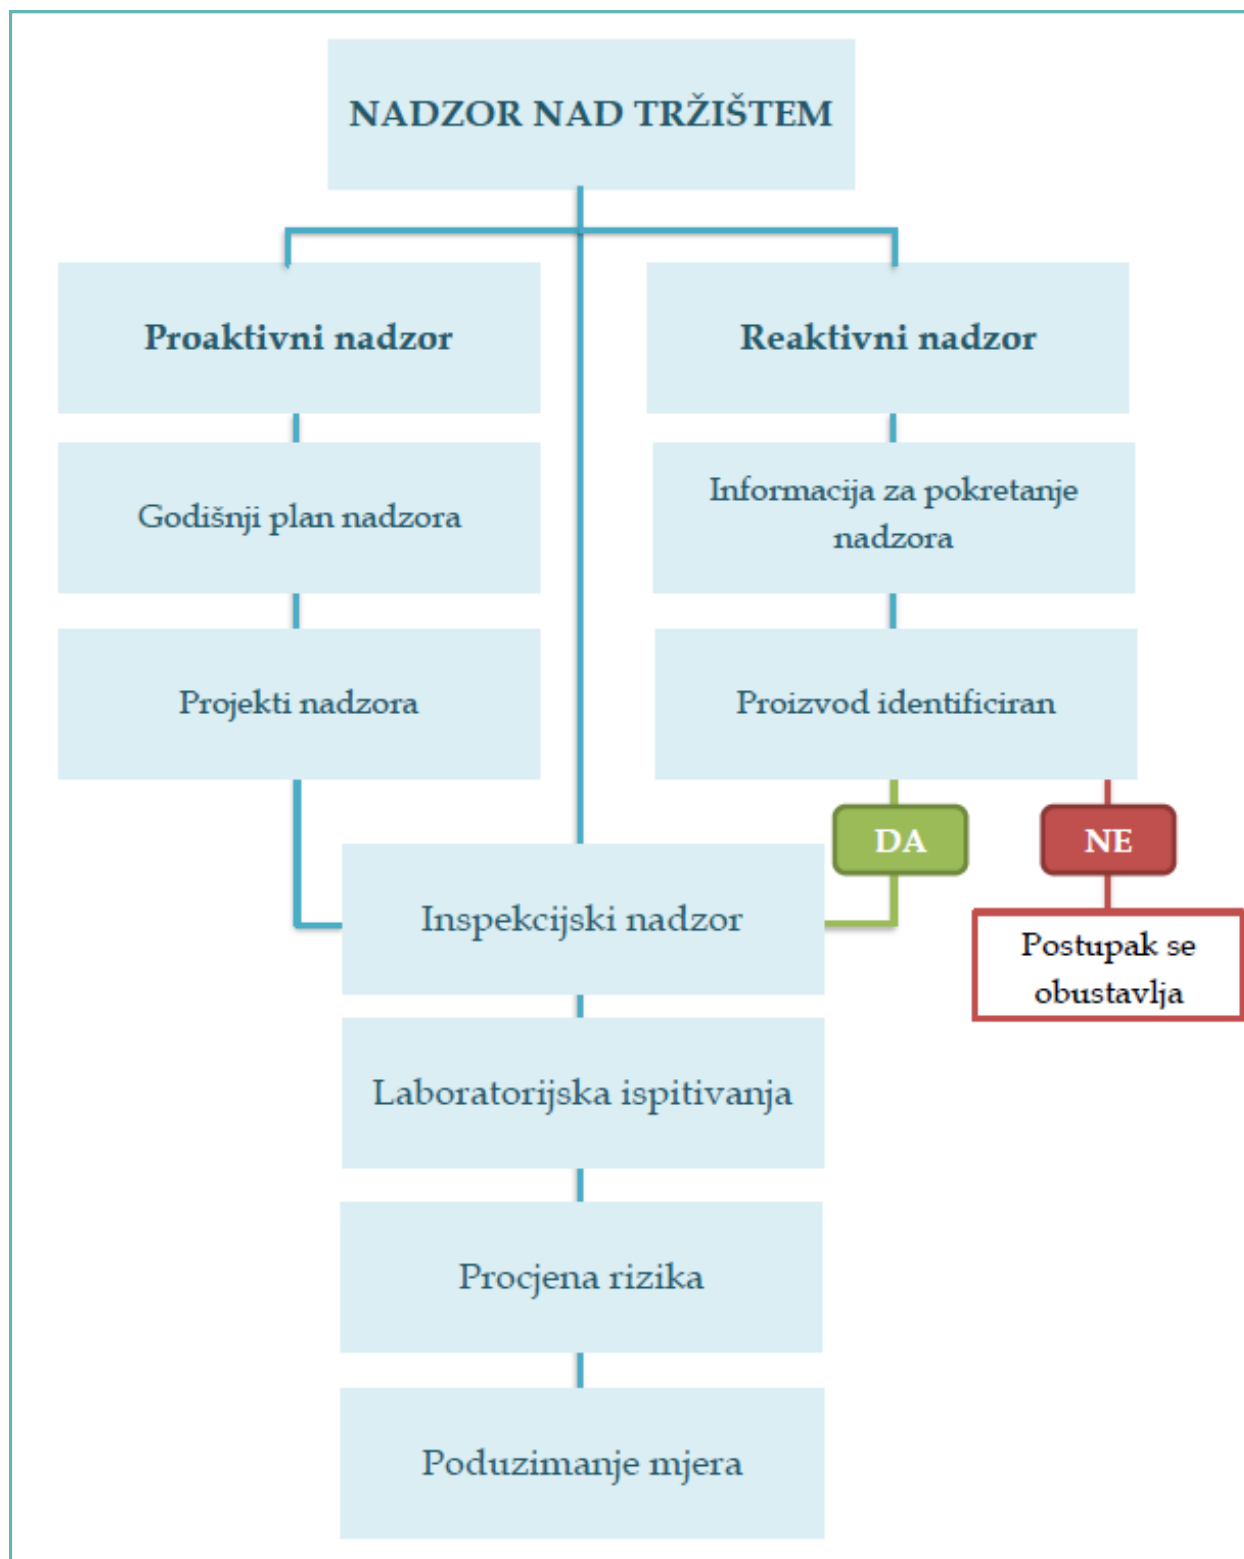 NADZOR NAD TRŽIŠTEM
Proaktivni nadzor
Reaktivni nadzor
Godišnji plan nadzora
Informacija za pokretanje
nadzora
Projekti nadzora
Proizvod identificiran
DA
NE
Inspekcijski nadzor
Postupak se
obustavlja
Laboratorijska ispitivanja
Procjena rizika
Poduzimanje mjera